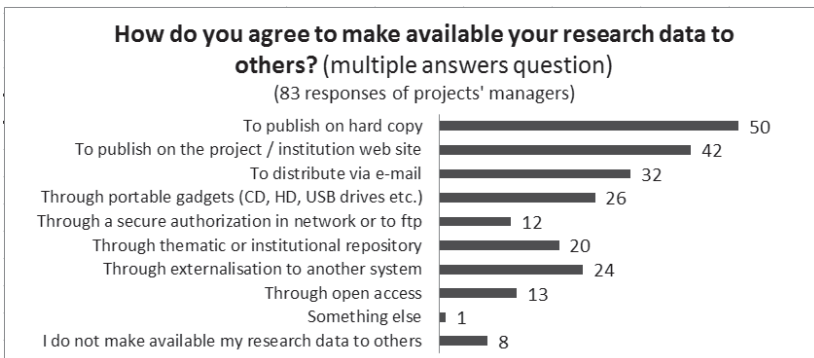 How do you agree to make available your research data to
others? (multiple answers question)
(83 responses of projects' managers)
To publish on hard copy 50
To publish on the project / institution web site 42
To distribute via e-mail 32
Through portable gadgets (CD, HD, USB drives etc.) 26
Through a secure authorization in network or to ftp 12
Through thematic or institutional repository 20
Through externalisation to another system 24
Through open access 13
Something else 1
I do not make available my research data to others 8